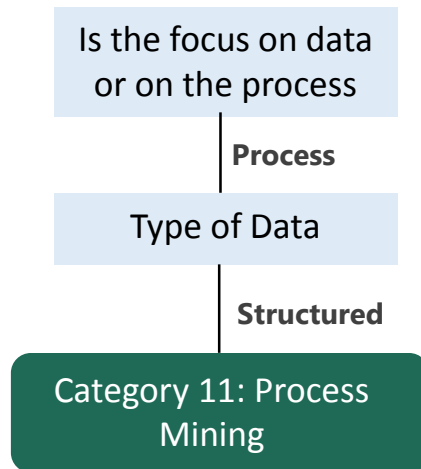 Is the focus on data
or on the process
Process
Type of Data
Structured
Category 11: Process
Mining